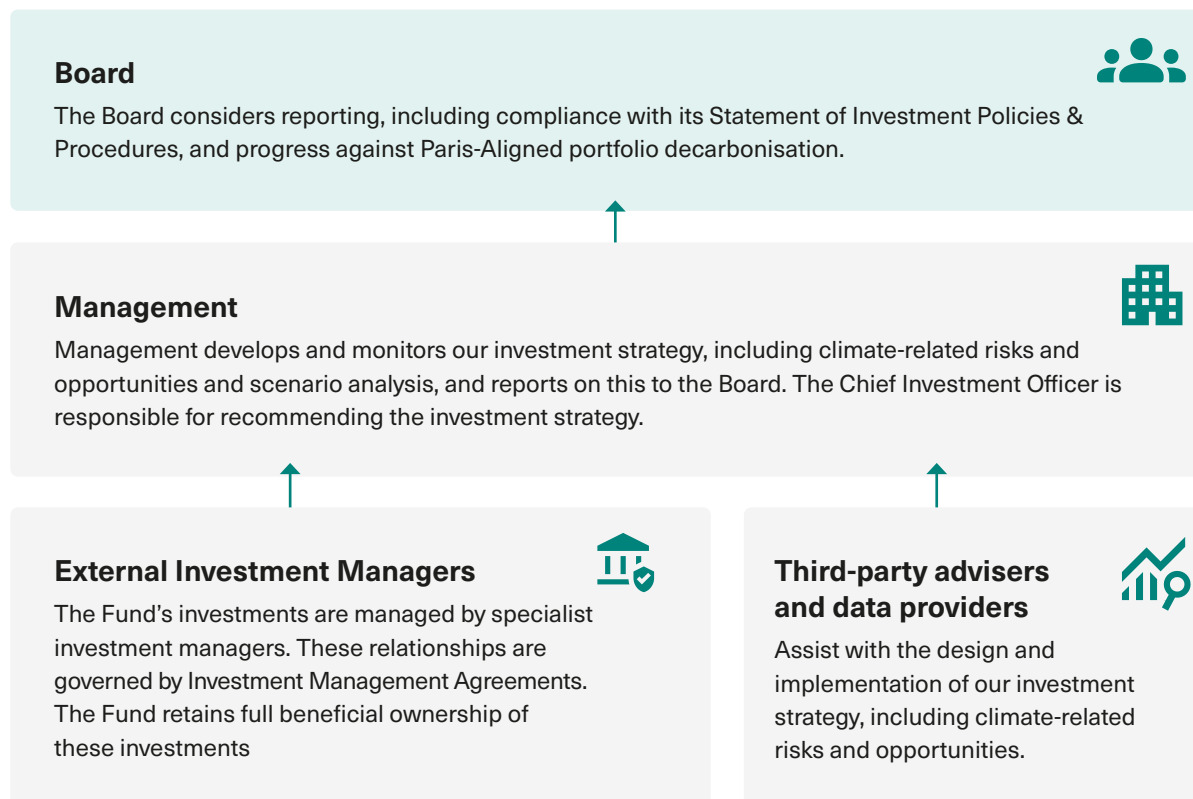 Board
The Board considers reporting, including compliance with its Statement of Investment Policies &
Procedures, and progress against Paris-Aligned portfolio decarbonisation.
Management
Management develops and monitors our investment strategy, including climate-related risks and
opportunities and scenario analysis, and reports on this to the Board. The Chief Investment Officer is
responsible for recommending the investment strategy.
External Investment Managers
The Fund’s investments are managed by specialist
investment managers. These relationships are
governed by Investment Management Agreements.
The Fund retains full beneficial ownership of
these investments
Third-party advisers
and data providers
Assist with the design and
implementation of our investment
strategy, including climate-related
risks and opportunities.